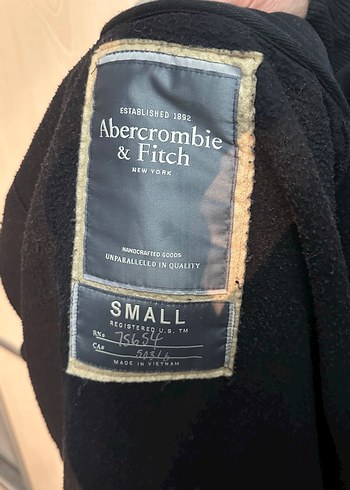 ESTABLISHED 1892
Abercrombie
& Fitch
NEW YORK
HANDCRAFTED GOODS
UNPARALLELED IN QUALITY
SMALL
REGISTERED U.S. TM
RN# 75654
CA# 50316
MADE IN VIETNAM